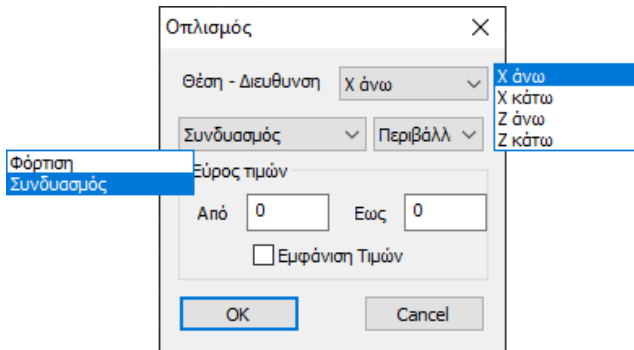 Οπλισμός
Θέση - Διευθυνση Χ άνω
Χ άνω
Χ κάτω
Ζ άνω
Ζ κάτω
Συνδυασμός Περιβάλλ
Φόρτιση
Συνδυασμός
Εύρος τιμών
Από 0 Εως 0
Εμφάνιση Τιμών
OK Cancel